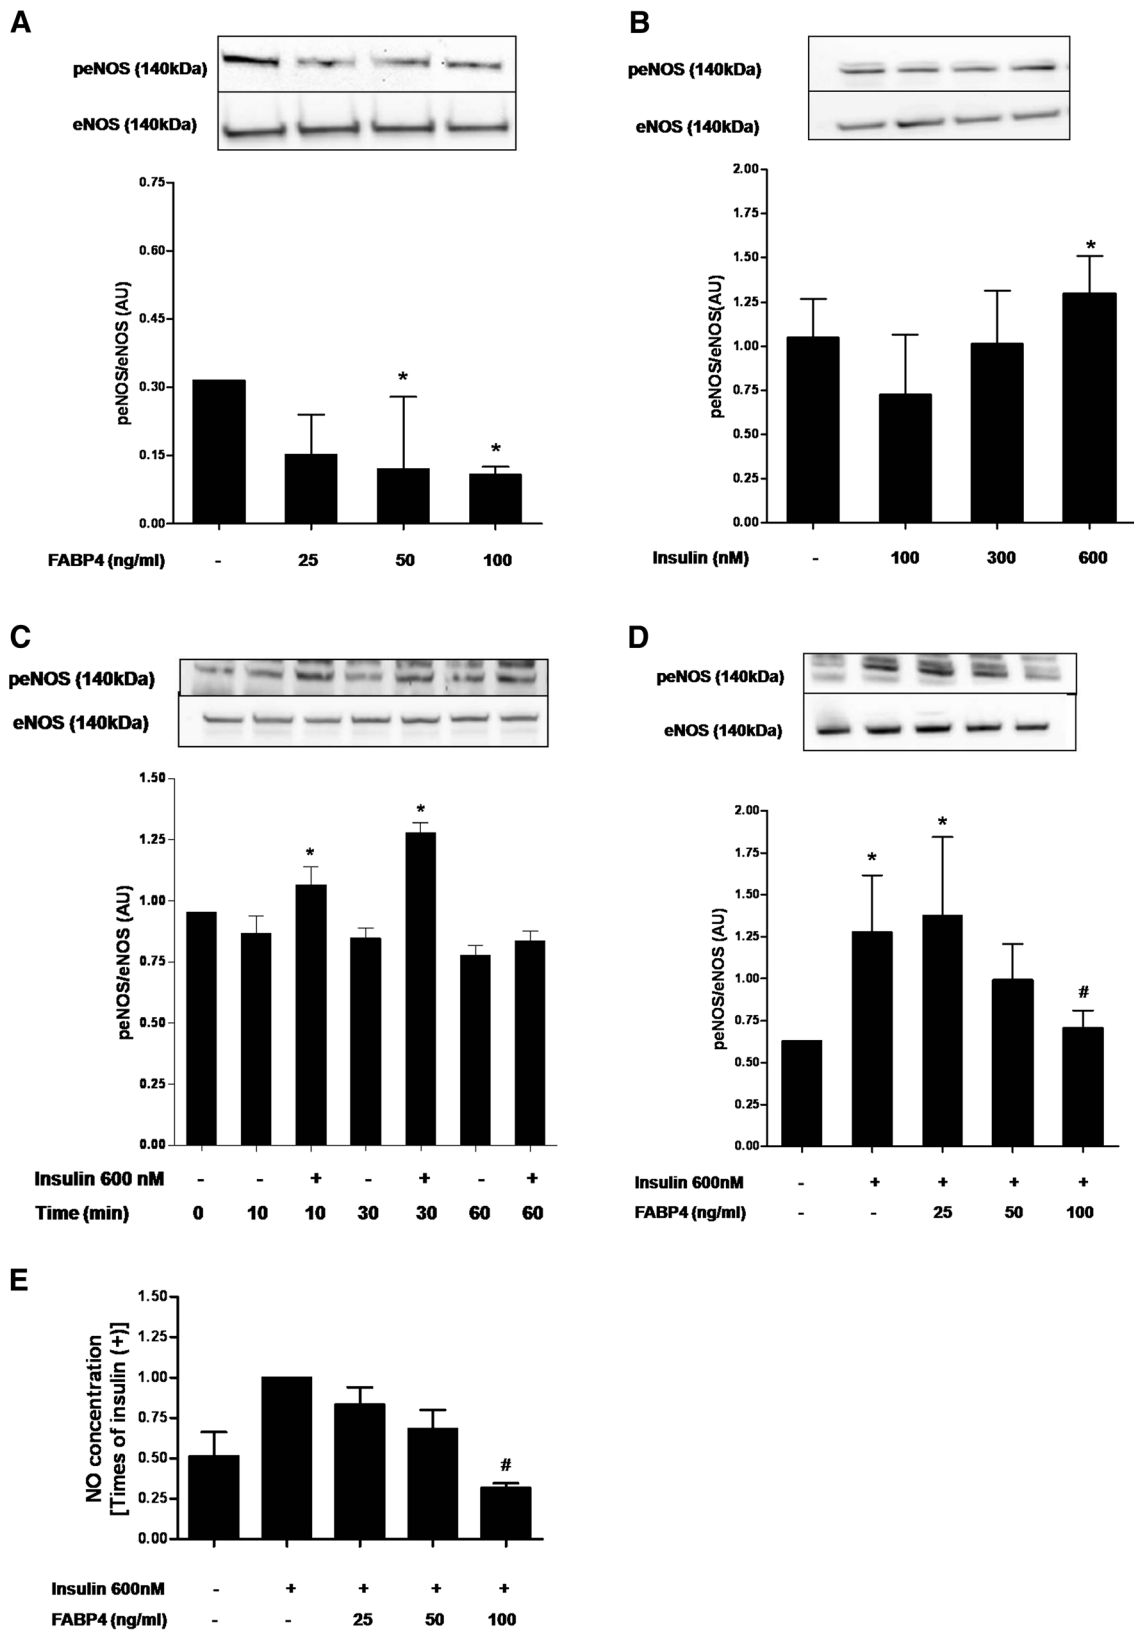 A
peNOS (140kDa)
eNOS (140kDa)
peNOS/eNOS (AU)
0.75
0.60
0.45
0.30
0.15
0.00
*
*
FABP4 (ng/ml) - 25 50 100
B
peNOS (140kDa)
eNOS (140kDa)
peNOS/eNOS(AU)
2.00
1.75
1.50
1.25
1.00
0.75
0.50
0.25
0.00
*
Insulin (nM) - 100 300 600
C
peNOS (140kDa)
eNOS (140kDa)
peNOS/eNOS (AU)
1.50
1.25
1.00
0.75
0.50
0.25
0.00
*
*
Insulin 600 nM - - + - + - +
Time (min) 0 10 10 30 30 60 60
D
peNOS (140kDa)
eNOS (140kDa)
peNOS/eNOS (AU)
2.00
1.75
1.50
1.25
1.00
0.75
0.50
0.25
0.00
*
*
#
Insulin 600nM - + + + +
FABP4 (ng/ml) - - 25 50 100
E
NO concentration
[Times of insulin (+)]
1.50
1.25
1.00
0.75
0.50
0.25
0.00
#
Insulin 600nM - + + + +
FABP4 (ng/ml) - - 25 50 100